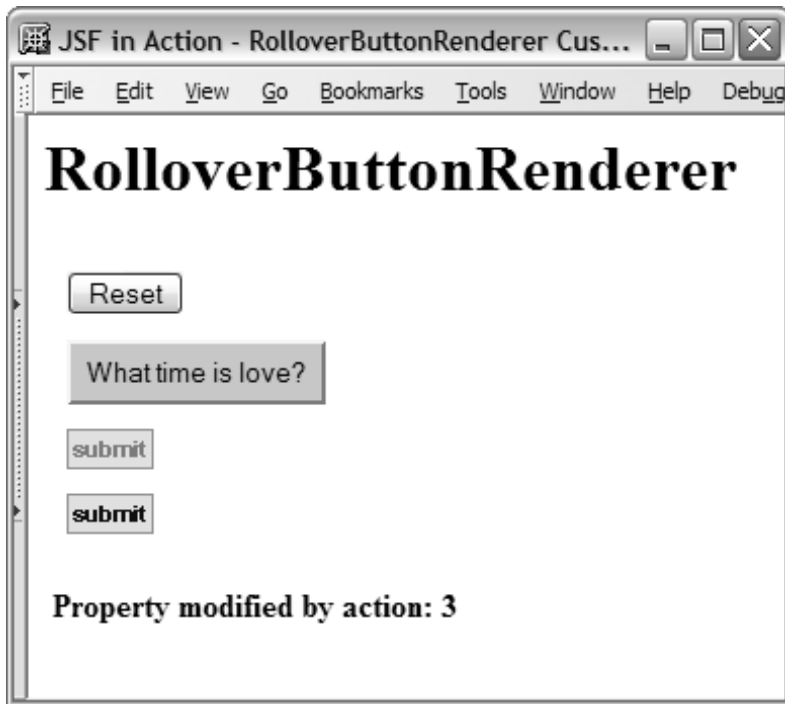 JSF in Action - RolloverButtonRenderer Cus...
File Edit View Go Bookmarks Tools Window Help Debug
RolloverButtonRenderer
Reset
What time is love?
submit
submit
Property modified by action: 3